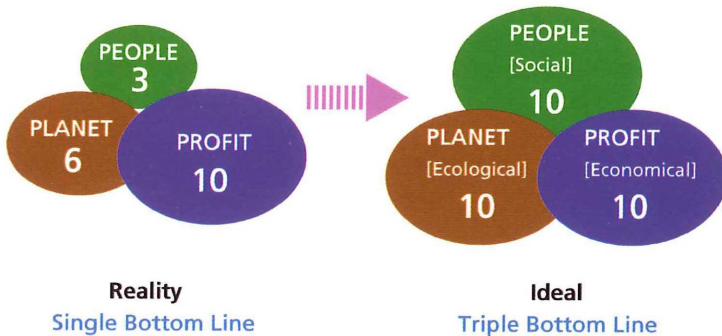 PEOPLE
3
PLANET
6
PROFIT
10
Reality
Single Bottom Line
PEOPLE
[Social]
10
PLANET
[Ecological]
10
PROFIT
[Economical]
10
Ideal
Triple Bottom Line